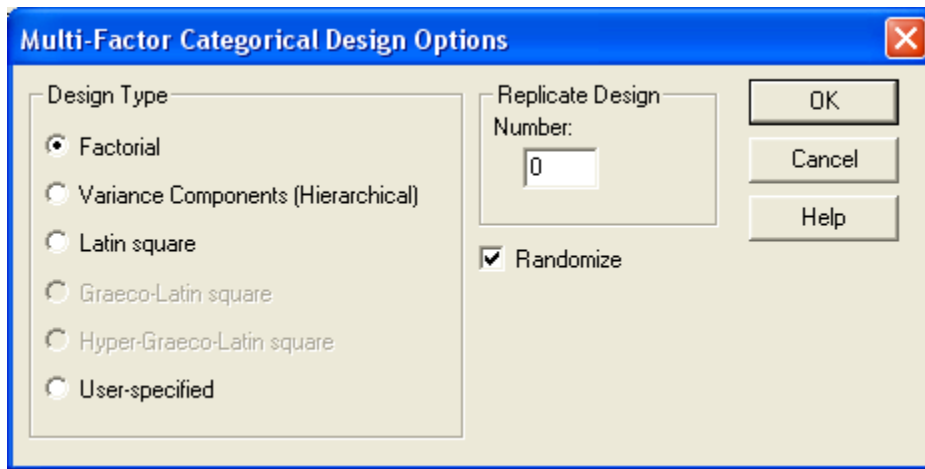 Multi-Factor Categorical Design Options
Design Type
Factorial
Variance Components (Hierarchical)
Latin square
Graeco-Latin square
Hyper-Graeco-Latin square
User-specified
Replicate Design
Number:
0
Randomize
OK
Cancel
Help